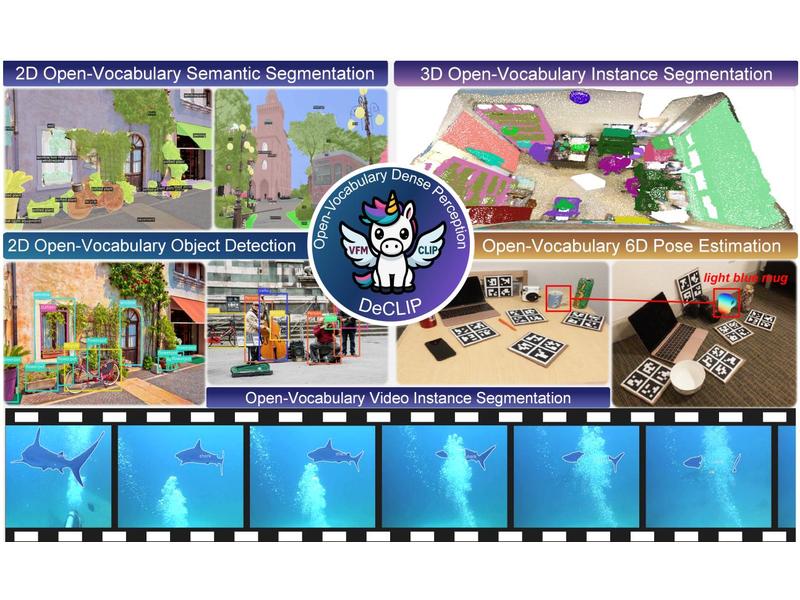 2D Open-Vocabulary Semantic Segmentation
3D Open-Vocabulary Instance Segmentation
Open-Vocabulary Dense Perception
VFM CLIP
DeCLIP
2D Open-Vocabulary Object Detection
Open-Vocabulary 6D Pose Estimation
light blue mug
Open-Vocabulary Video Instance Segmentation